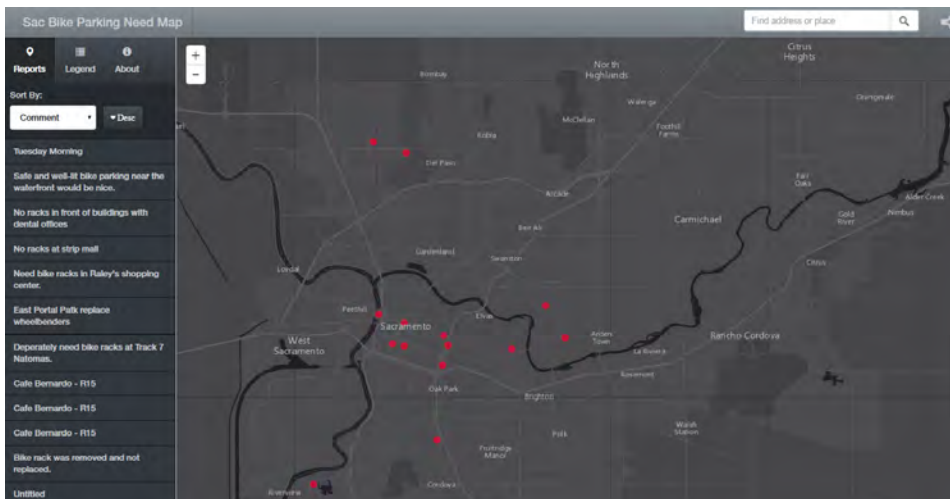 Sac Bike Parking Need Map
Find address or place
Reports
Legend
About
Sort By:
Comment
Desc
Tuesday Morning
Safe and well-lit bike parking near the
waterfront would be nice.
No racks in front of buildings with
dental offices
No racks at strip mall
Need bike racks in Raley's shopping
center.
East Portal Patk replace
wheelbenders
Deperately need bike racks at Track 7
Natomas.
Cafe Bernardo - R15
Cafe Bernardo - R15
Cafe Bernardo - R15
Bike rack was removed and not
replaced.
Untitled
+
−
Citrus
Heights
North
Highlands
Bombay
Orangevale
Walerga
McClellan
Foothill
Farms
Robla
Del Paso
Fair
Oaks
Arcade
Alder Creek
Gold
River
Nimbus
Carmichael
Ben Ali
Gardenland
Swanston
Citrus
Lovdal
Elvas
Sacramento
West
Sacramento
Arden
Town
Rancho Cordova
La Riviera
Rosemont
Oak Park
Brighton
Polk
Walsh
Station
Fruitridge
Manor
Riverview